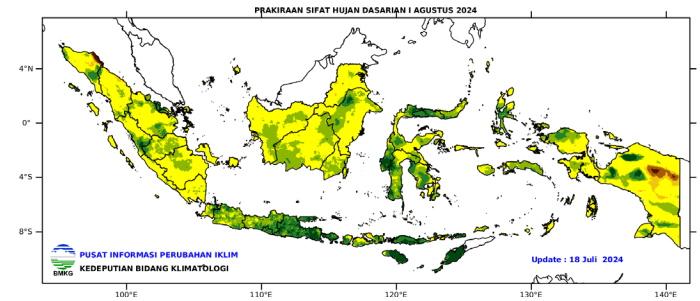 PRAKIRAAN SIFAT HUJAN DASARIAN I AGUSTUS 2024
4°N
0°
4°S
8°S
PUSAT INFORMASI PERUBAHAN IKLIM
KEDEPUTIAN BIDANG KLIMATOLOGI
BMKG
Update : 18 Juli 2024
100°E 110°E 120°E 130°E 140°E